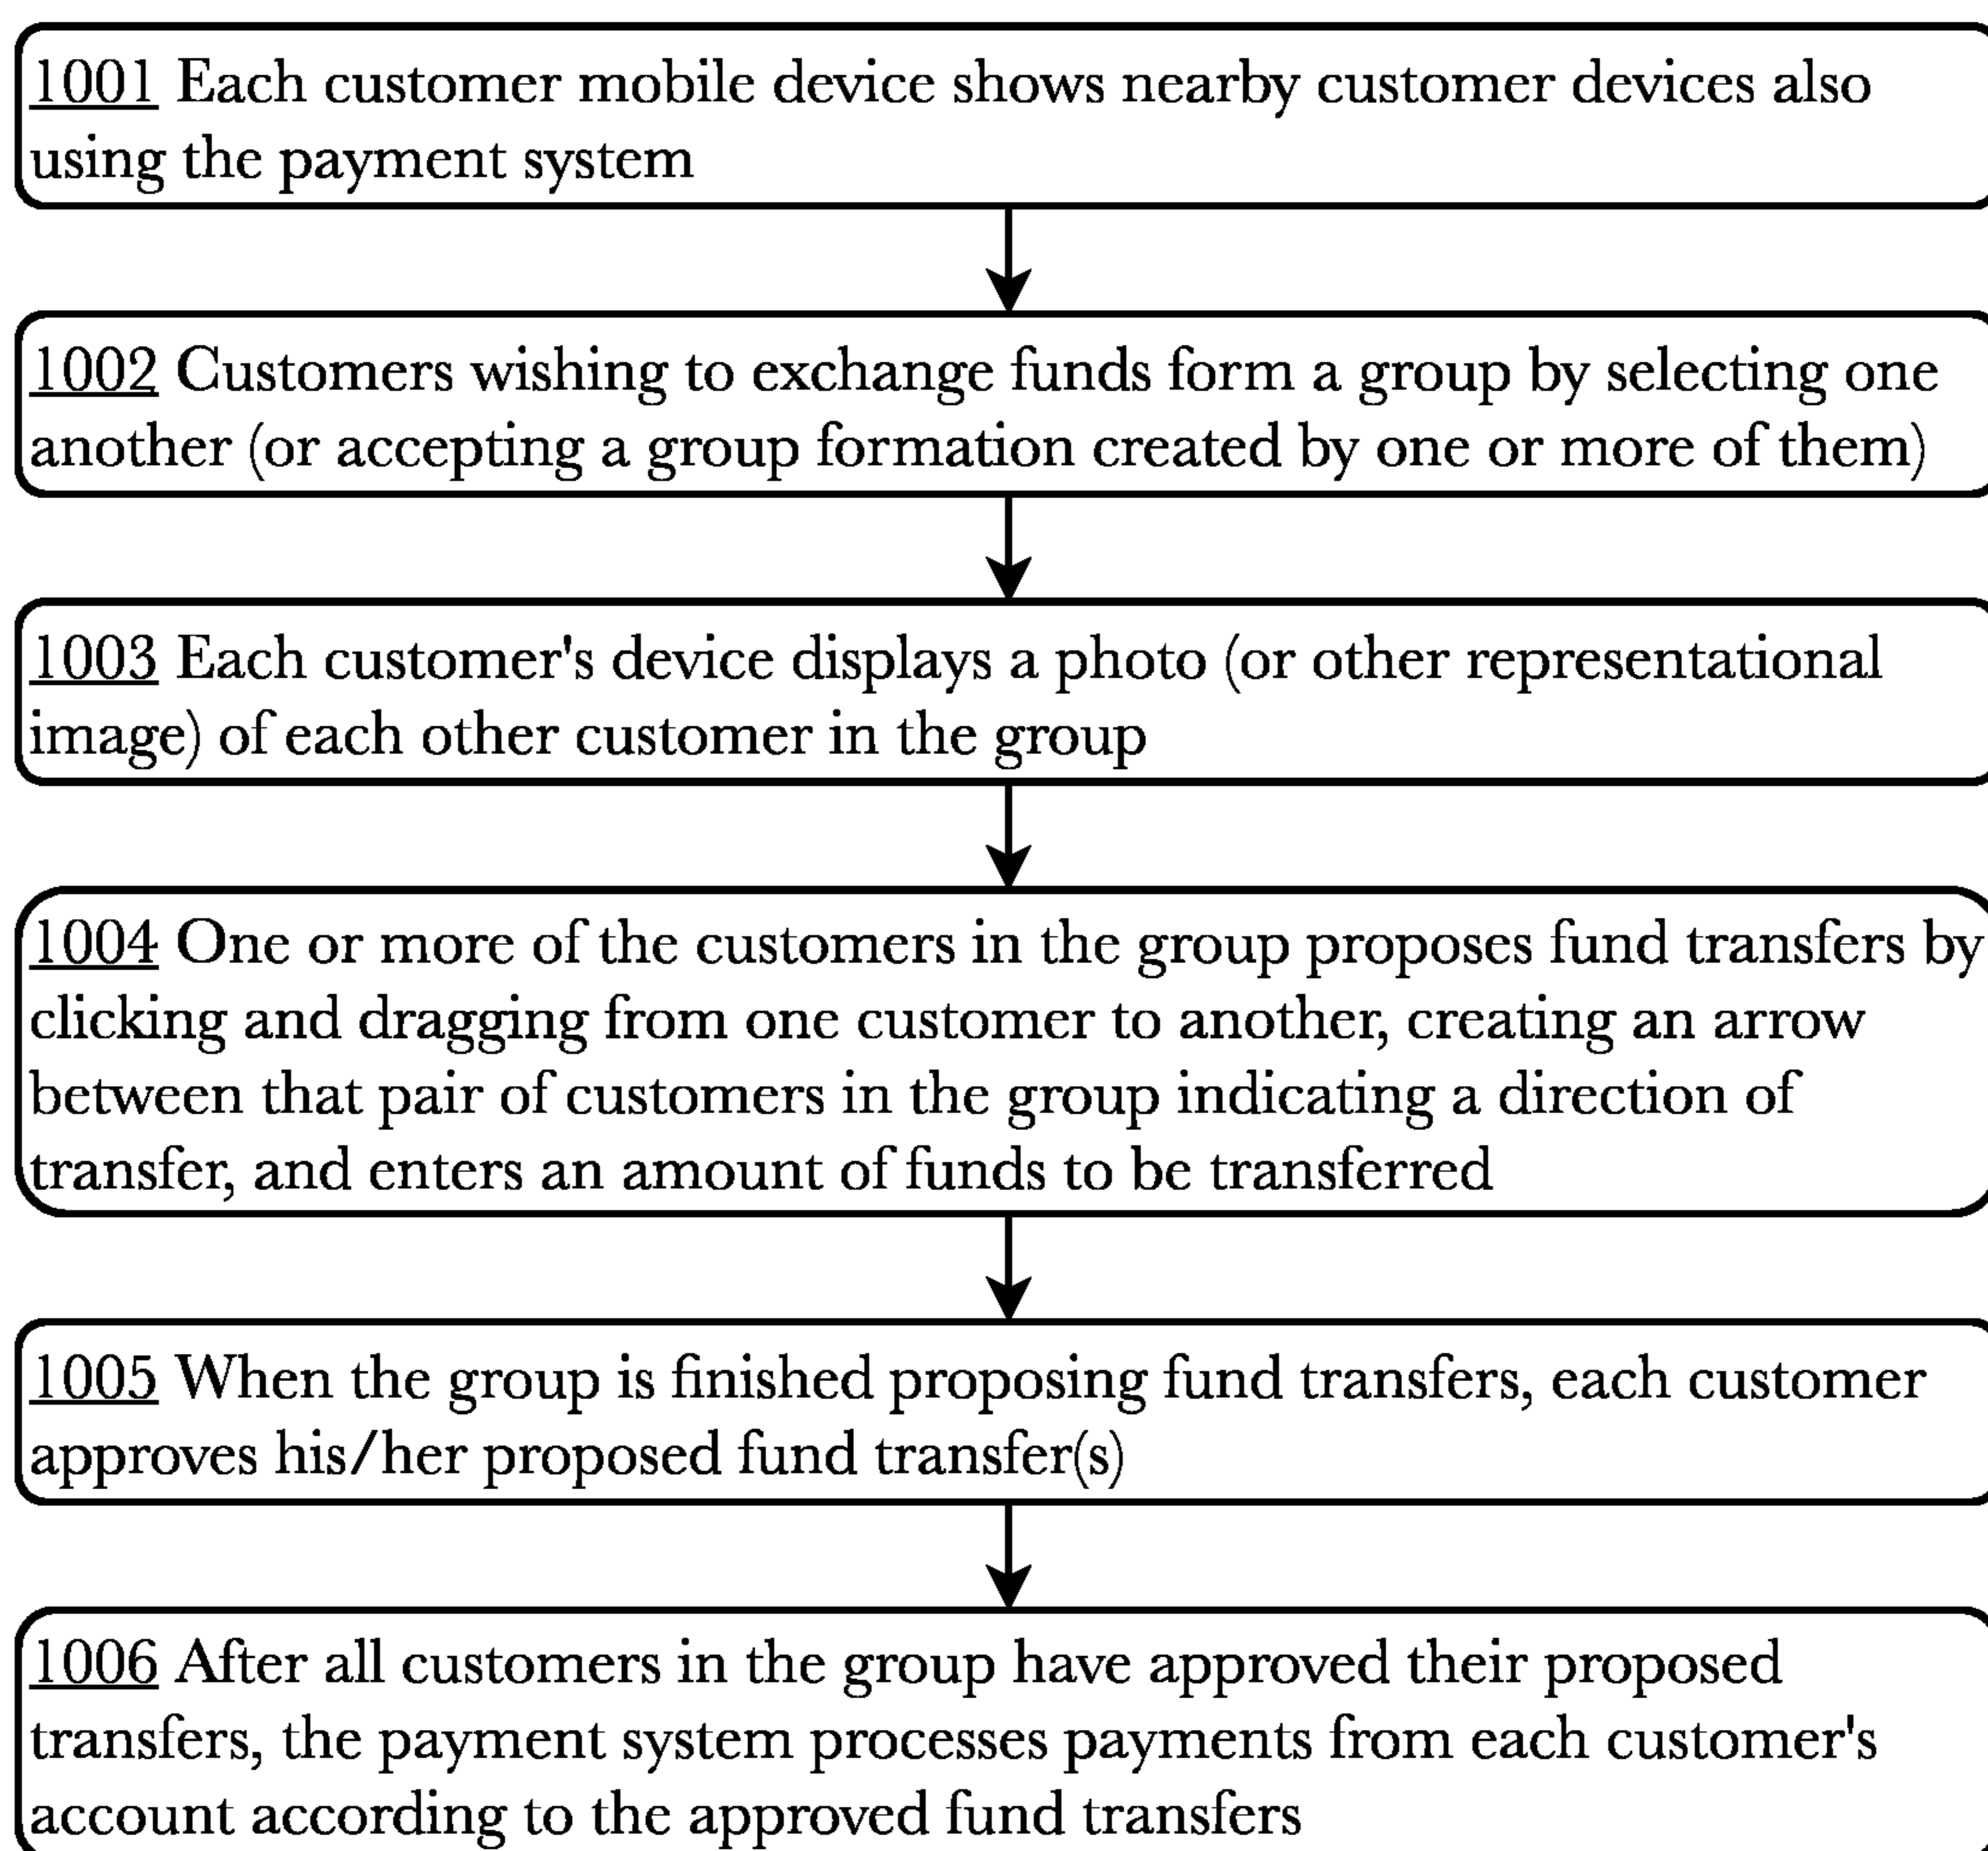 1001 Each customer mobile device shows nearby customer devices also
using the payment system
1002 Customers wishing to exchange funds form a group by selecting one
another (or accepting a group formation created by one or more of them)
1003 Each customer's device displays a photo (or other representational
image) of each other customer in the group
1004 One or more of the customers in the group proposes fund transfers by
clicking and dragging from one customer to another, creating an arrow
between that pair of customers in the group indicating a direction of
transfer, and enters an amount of funds to be transferred
1005 When the group is finished proposing fund transfers, each customer
approves his/her proposed fund transfer(s)
1006 After all customers in the group have approved their proposed
transfers, the payment system processes payments from each customer's
account according to the approved fund transfers